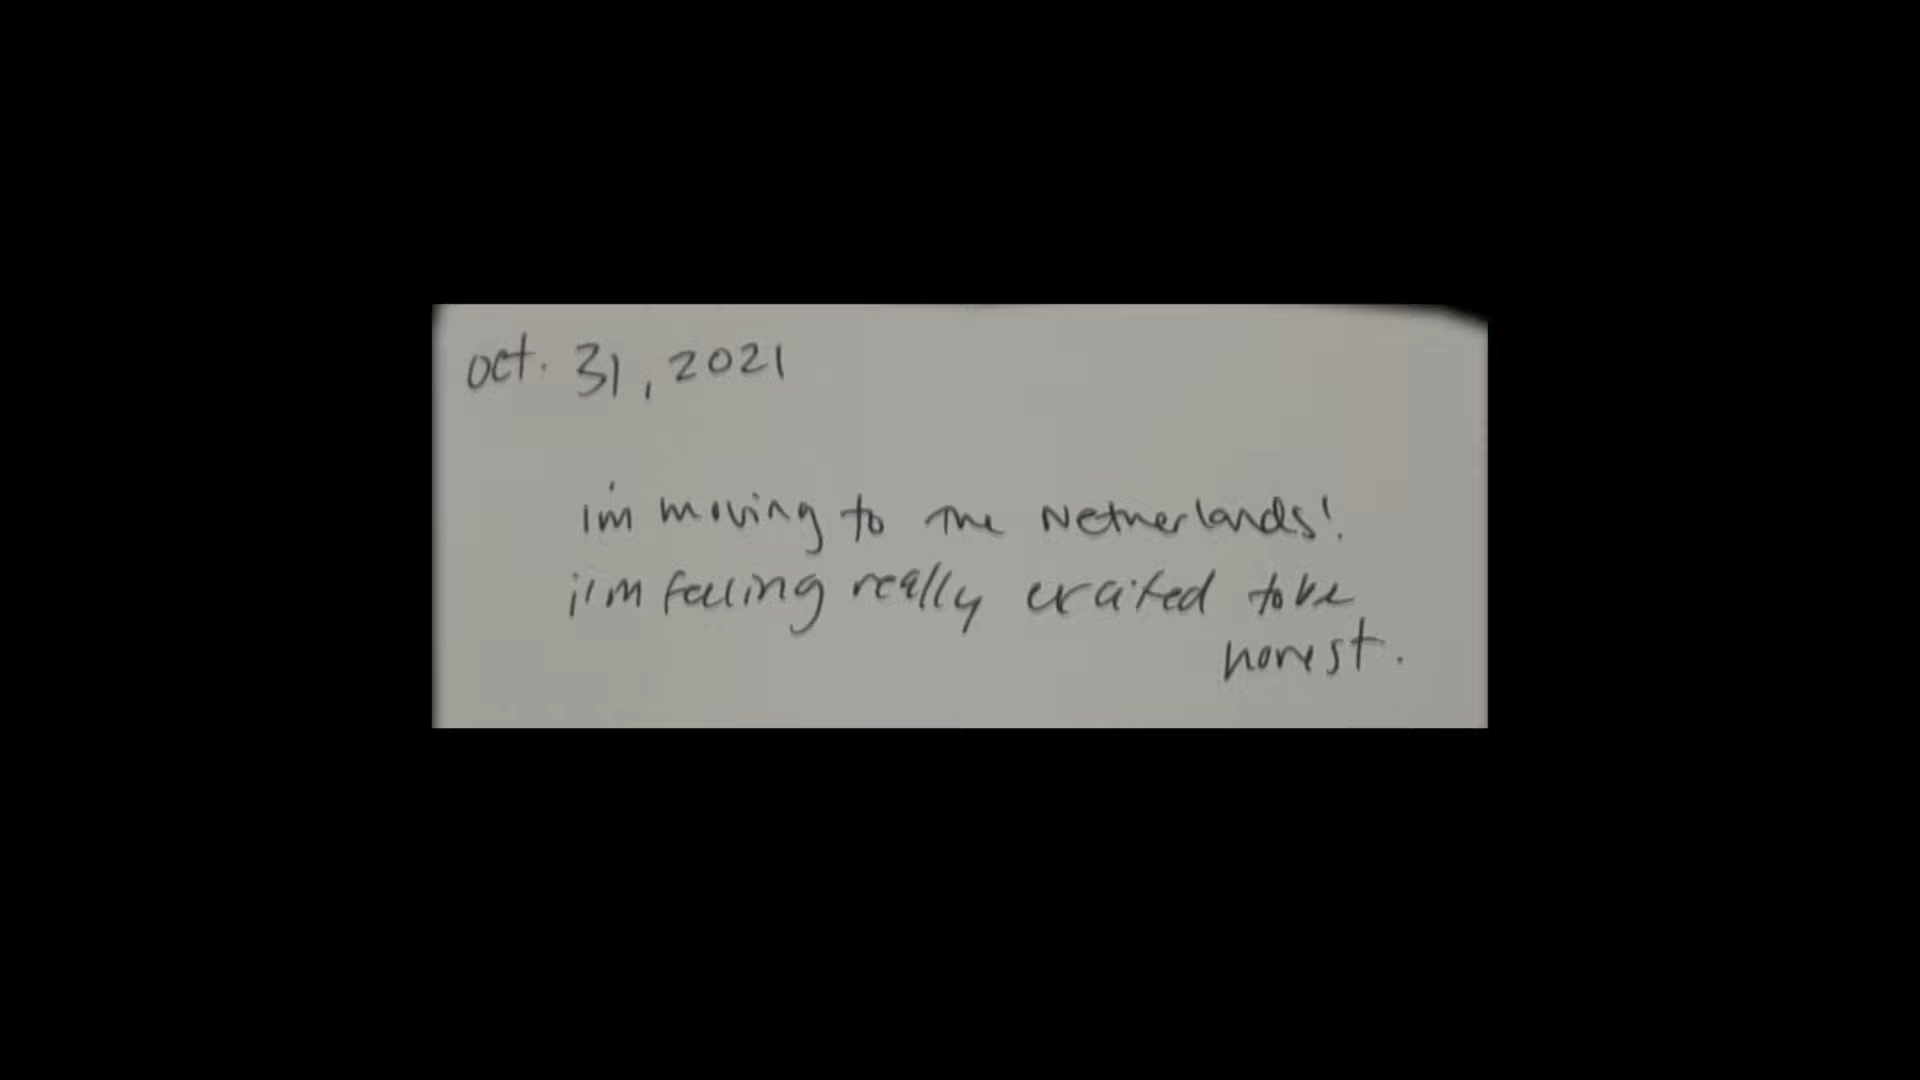 oct. 31, 2021
i'm moving to the Netherlands!
i'm feeling really excited to be
honest.